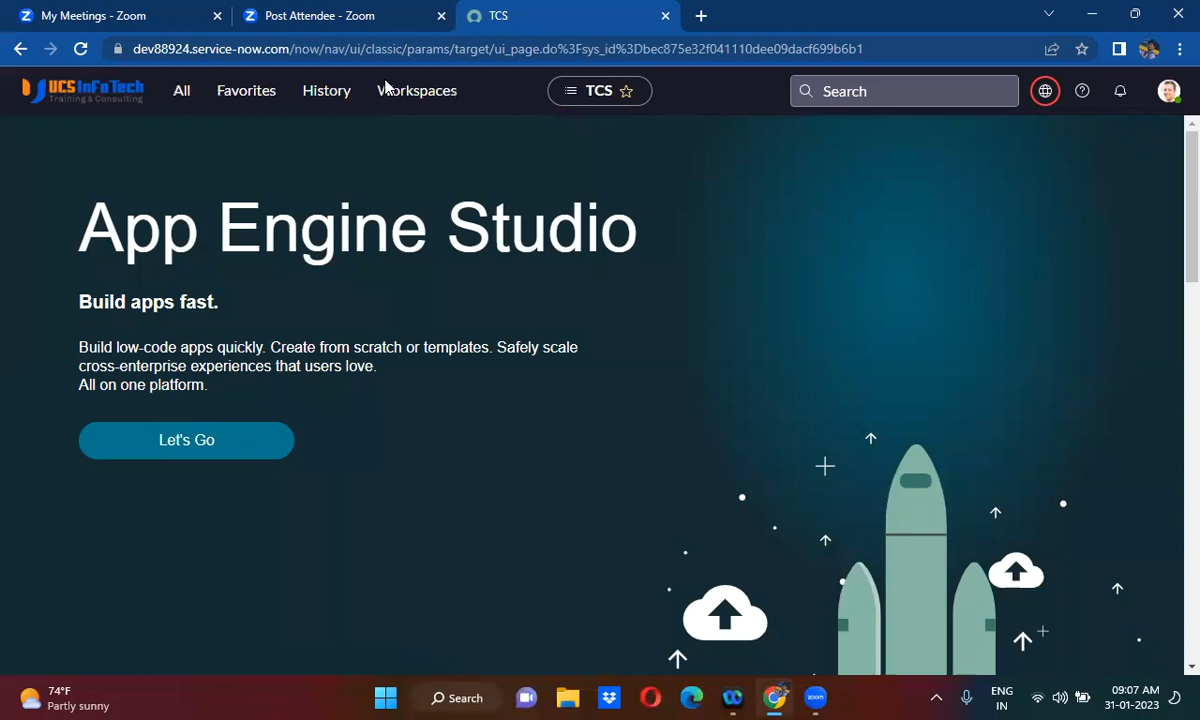 My Meetings - Zoom
Post Attendee - Zoom
TCS
dev88924.service-now.com/now/nav/ui/classic/params/target/ui_page.do%3Fsys_id%3Dbec875e32f041110dee09dacf699b6b1
UCS InFoTech
Training & Consulting
All
Favorites
History
Workspaces
TCS
Search
App Engine Studio
Build apps fast.
Build low-code apps quickly. Create from scratch or templates. Safely scale
cross-enterprise experiences that users love.
All on one platform.
Let's Go
74°F
Partly sunny
Search
zoom
ENG
IN
09:07 AM
31-01-2023